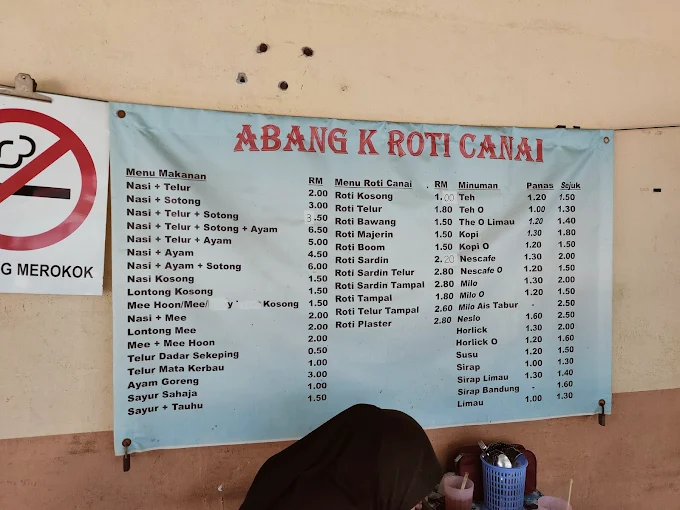 G MEROKOK
ABANG K ROTI CANAI
Menu Makanan RM
Nasi + Telur 2.00
Nasi + Sotong 3.00
Nasi + Telur + Sotong 3.50
Nasi + Telur + Sotong + Ayam 6.50
Nasi + Telur + Ayam 5.00
Nasi + Ayam 4.50
Nasi + Ayam + Sotong 6.00
Nasi Kosong 1.50
Lontong Kosong 1.50
Mee Hoon/Mee/ Kosong 1.50
Nasi + Mee 2.00
Lontong Mee 2.00
Mee + Mee Hoon 2.00
Telur Dadar Sekeping 0.50
Telur Mata Kerbau 1.00
Ayam Goreng 3.00
Sayur Sahaja 1.00
Sayur + Tauhu 1.50
Menu Roti Canai . RM
Roti Kosong 1.00
Roti Telur 1.80
Roti Bawang 1.50
Roti Majerin 1.50
Roti Boom 1.50
Roti Sardin 2.20
Roti Sardin Telur 2.80
Roti Sardin Tampal 2.80
Roti Tampal 1.80
Roti Telur Tampal 2.60
Roti Plaster 2.80
Minuman Panas Sejuk
Teh 1.20 1.50
Teh O 1.00 1.30
The O Limau 1.20 1.40
Kopi 1.30 1.80
Kopi O 1.20 1.50
Nescafe 1.30 2.00
Nescafe O 1.20 1.50
Milo 1.30 2.00
Milo O 1.20 1.50
Milo Ais Tabur - 2.50
Neslo 1.60 2.50
Horlick 1.30 2.00
Horlick O 1.20 1.60
Susu 1.20 1.50
Sirap 1.00 1.30
Sirap Limau 1.30 1.40
Sirap Bandung - 1.60
Limau 1.00 1.30